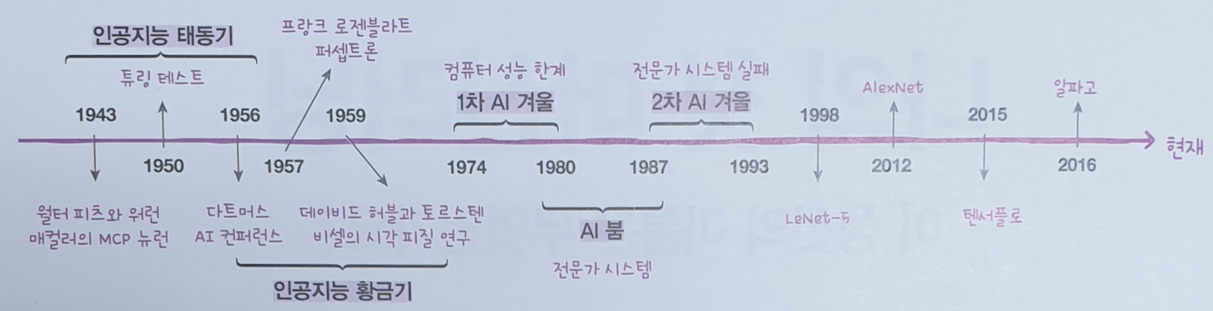 인공지능 태동기
프랑크 로젠블라트
퍼셉트론
튜링 테스트
컴퓨터 성능 한계
1차 AI 겨울
전문가 시스템 실패
2차 AI 겨울
AlexNet
알파고
1943
1956
1959
1998
2015
현재
1950
1957
1974
1980
1987
1993
2012
2016
월터 피츠와 워런
매컬러의 MCP 뉴런
다트머스
AI 컨퍼런스
데이비드 허블과 토르스텐
비셀의 시각 피질 연구
AI 붐
전문가 시스템
LeNet-5
텐서플로
인공지능 황금기